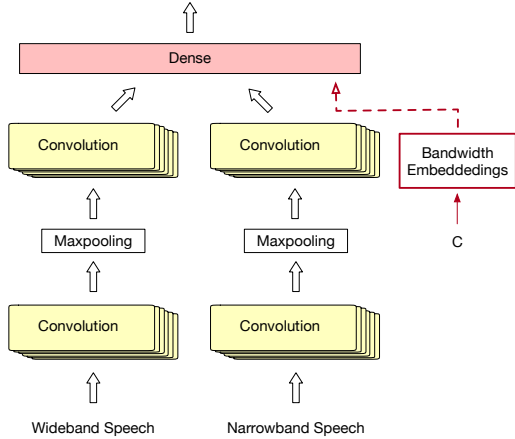 Dense
Convolution
Convolution
Bandwidth
Embeddedings
Maxpooling
Maxpooling
C
Convolution
Convolution
Wideband Speech
Narrowband Speech